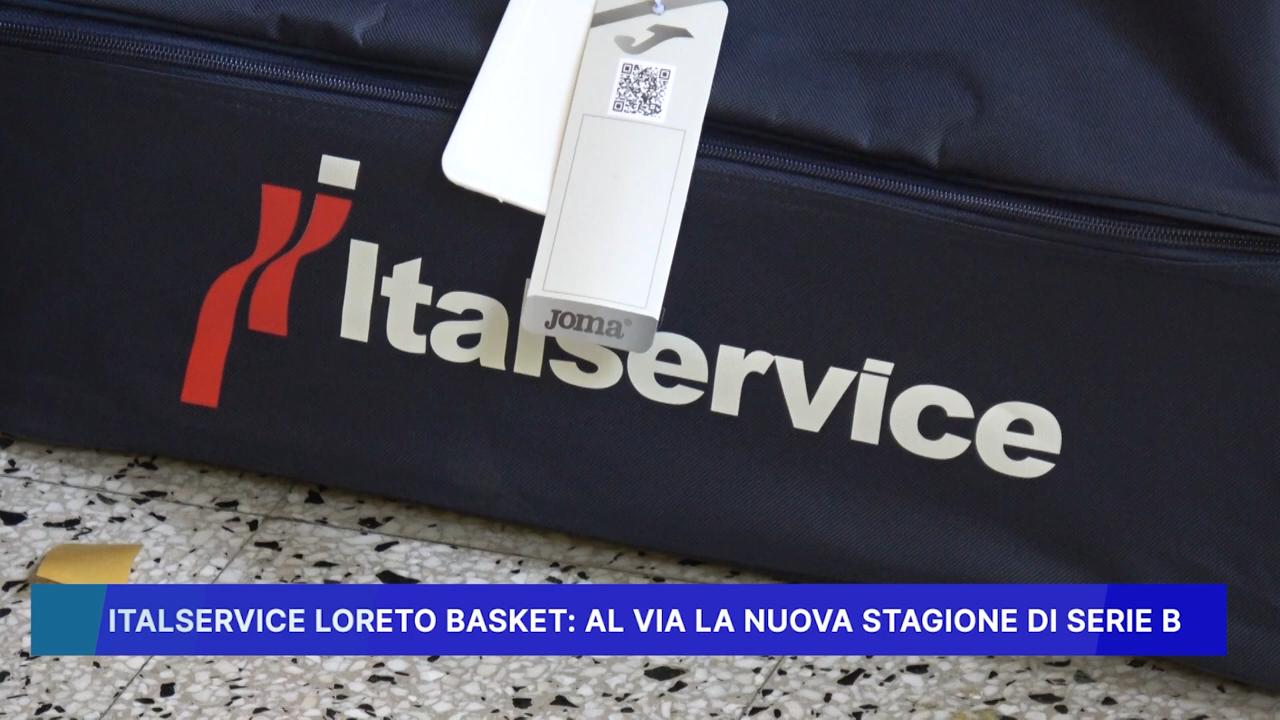 Italservice
Joma®
ITALSERVICE LORETO BASKET: AL VIA LA NUOVA STAGIONE DI SERIE B